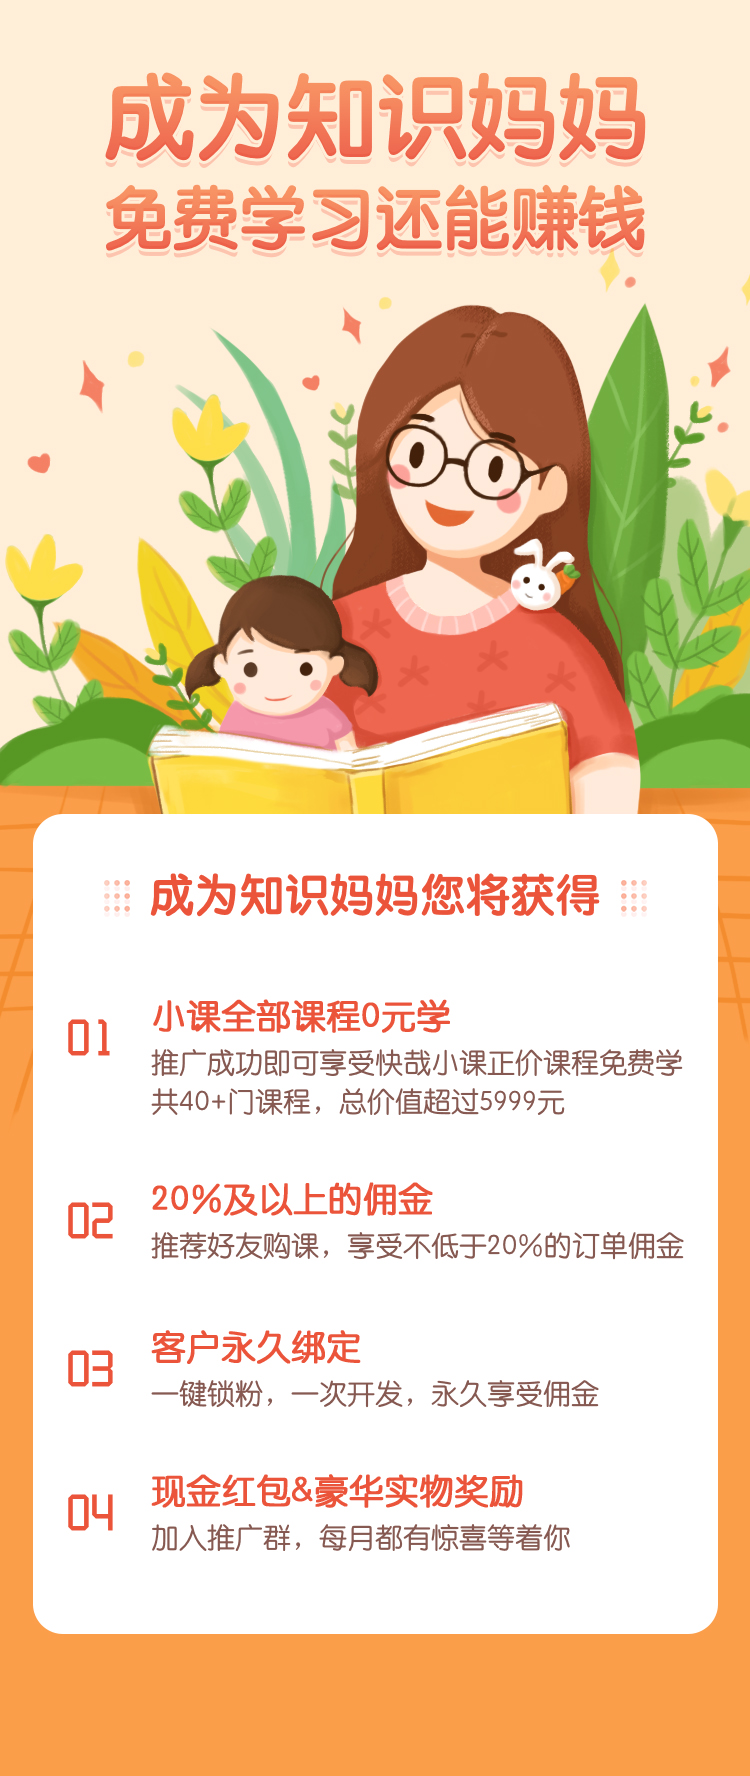 成为知识妈妈
免费学习还能赚钱
成为知识妈妈您将获得
01
小课全部课程0元学
推广成功即可享受快哉小课正价课程免费学
共40+门课程，总价值超过5999元
02
20%及以上的佣金
推荐好友购课，享受不低于20%的订单佣金
03
客户永久绑定
一键锁粉，一次开发，永久享受佣金
04
现金红包&豪华实物奖励
加入推广群，每月都有惊喜等着你